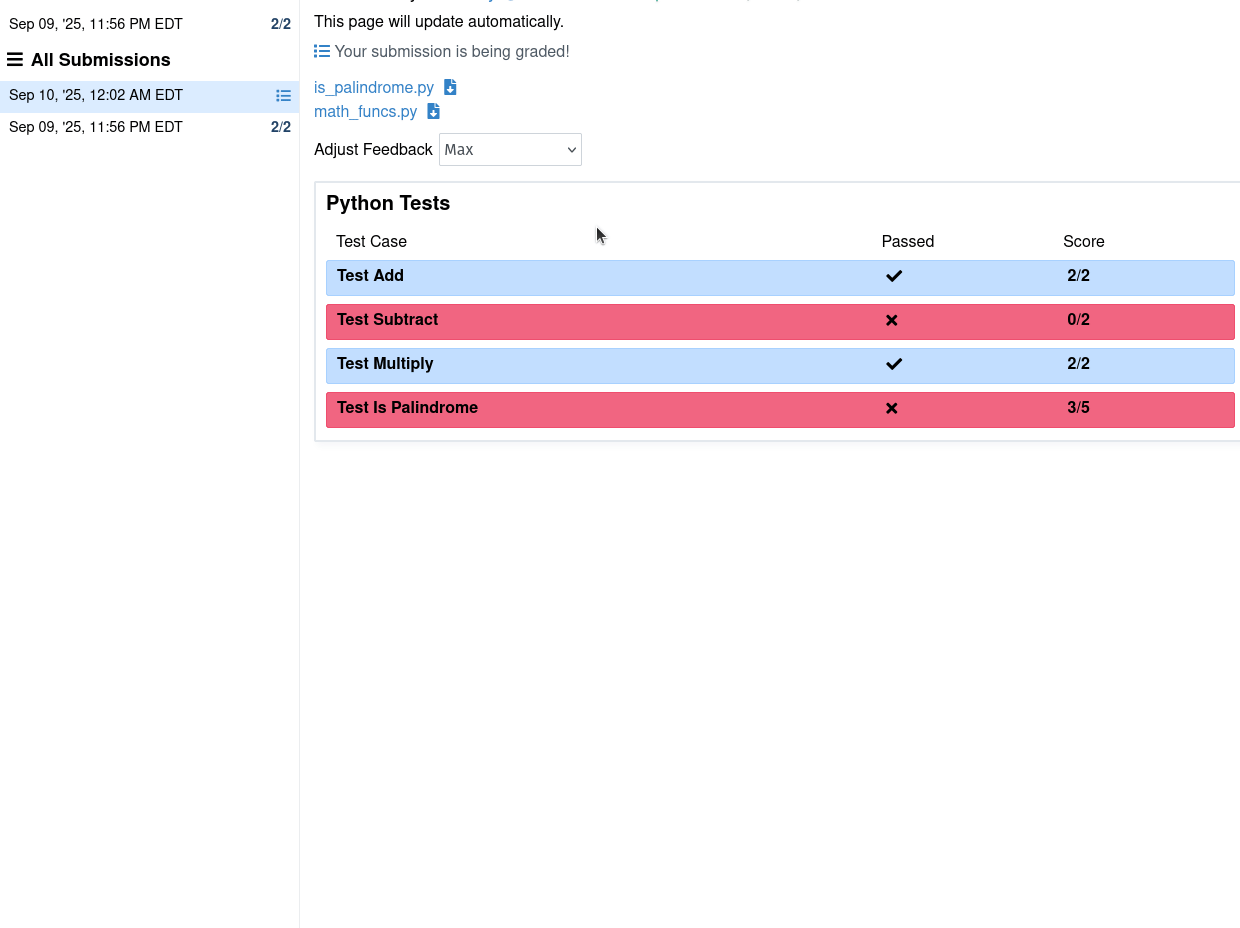 Sep 09, '25, 11:56 PM EDT 2/2
All Submissions
Sep 10, '25, 12:02 AM EDT
Sep 09, '25, 11:56 PM EDT 2/2
This page will update automatically.
Your submission is being graded!
is_palindrome.py
math_funcs.py
Adjust Feedback Max
Python Tests
Test Case Passed Score
Test Add 2/2
Test Subtract 0/2
Test Multiply 2/2
Test Is Palindrome 3/5